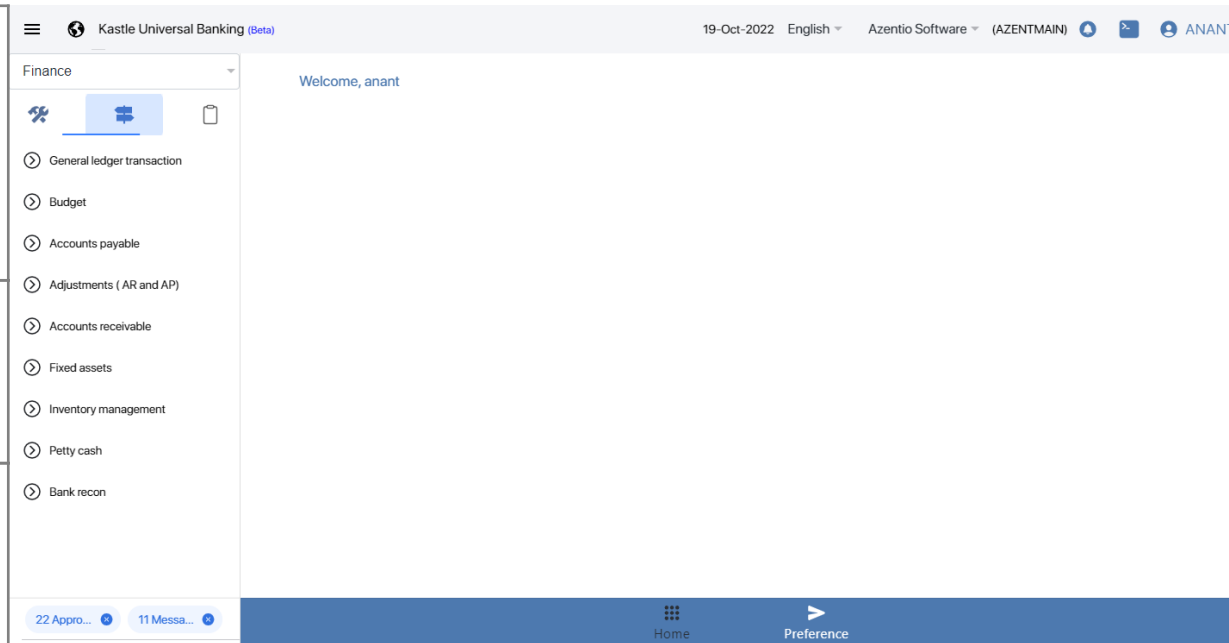 Kastle Universal Banking (Beta)
19-Oct-2022 English Azentio Software (AZENTMAIN) ANANT
Finance
Welcome, anant
General ledger transaction
Budget
Accounts payable
Adjustments ( AR and AP)
Accounts receivable
Fixed assets
Inventory management
Petty cash
Bank recon
22 Appro... 11 Messa...
Home
Preference